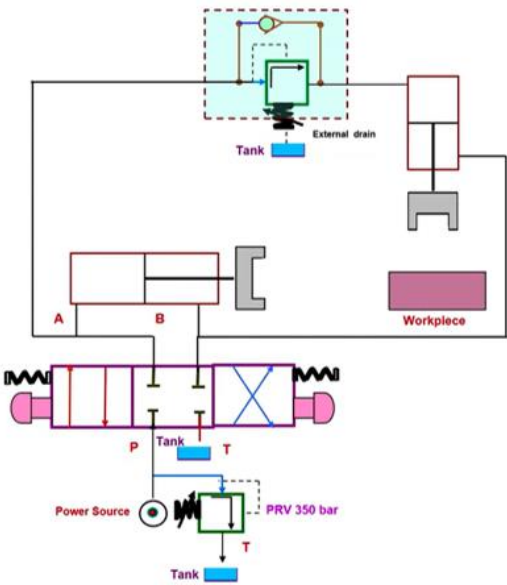 External drain
Tank
A
B
Workpiece
P
Tank
T
Power Source
PRV 350 bar
T
Tank